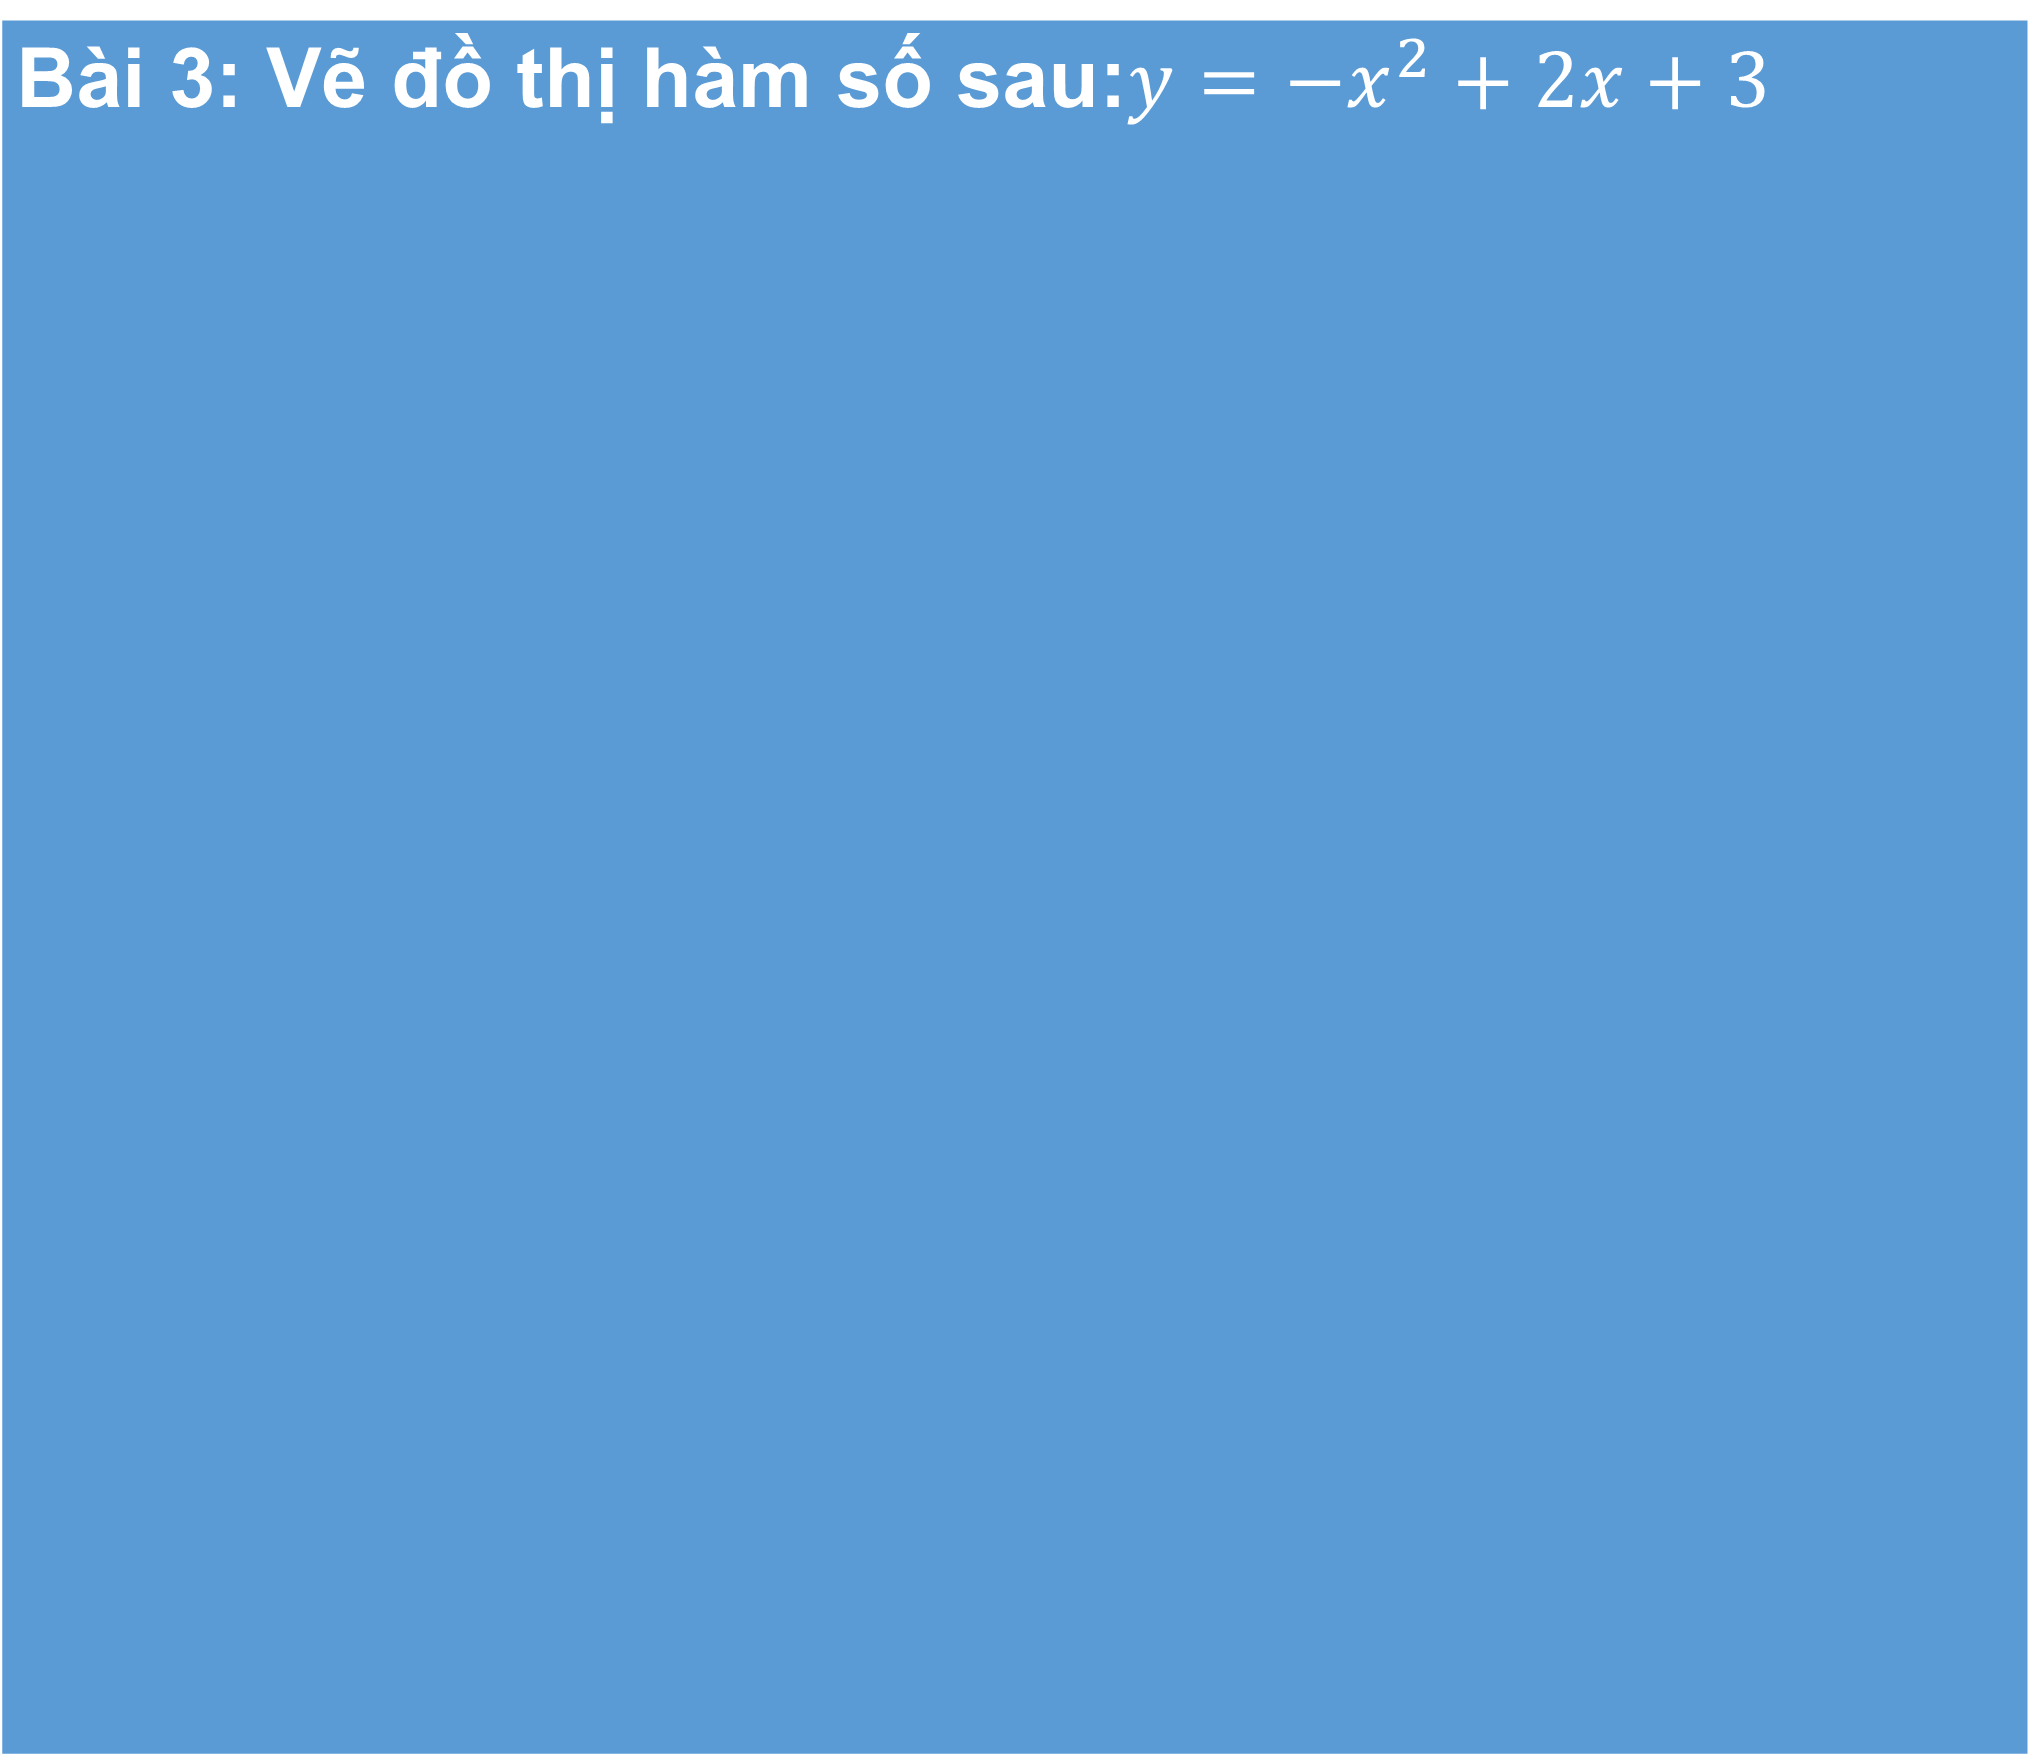 Bài 3: Vẽ đồ thị hàm số sau:y = −x² + 2x + 3